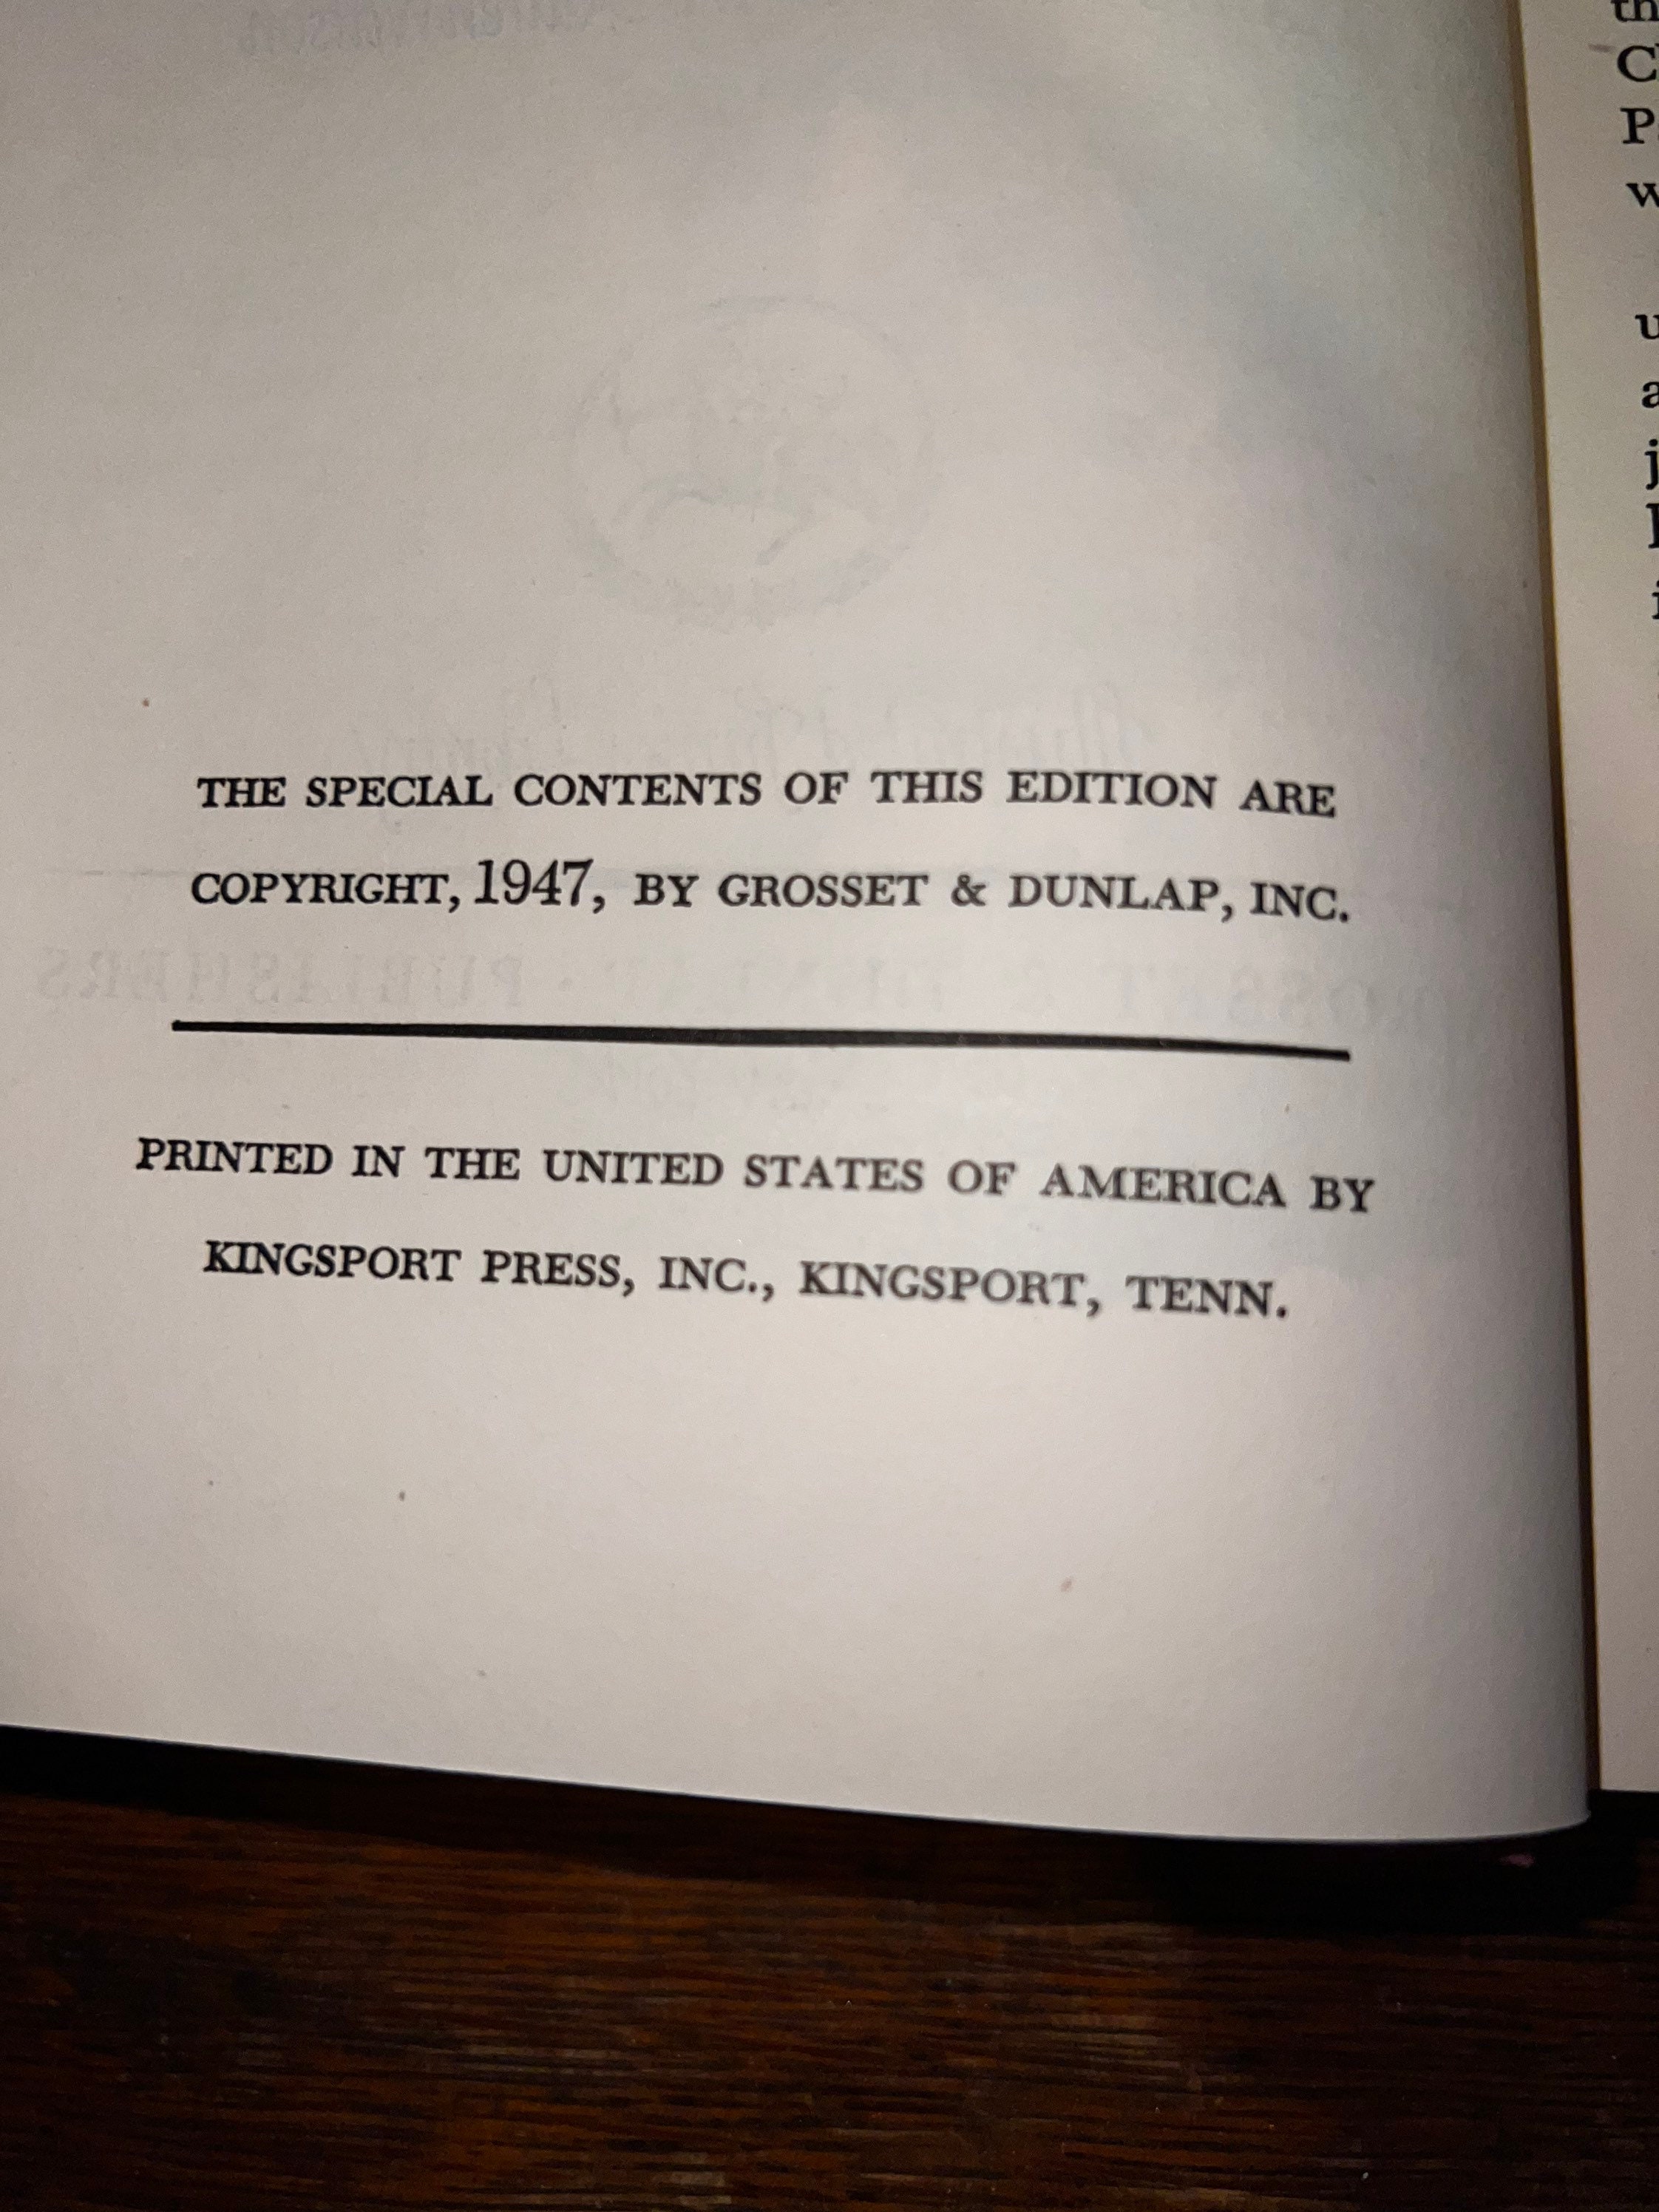 THE SPECIAL CONTENTS OF THIS EDITION ARE
COPYRIGHT, 1947, BY GROSSET & DUNLAP, INC.
PRINTED IN THE UNITED STATES OF AMERICA BY
KINGSPORT PRESS, INC., KINGSPORT, TENN.